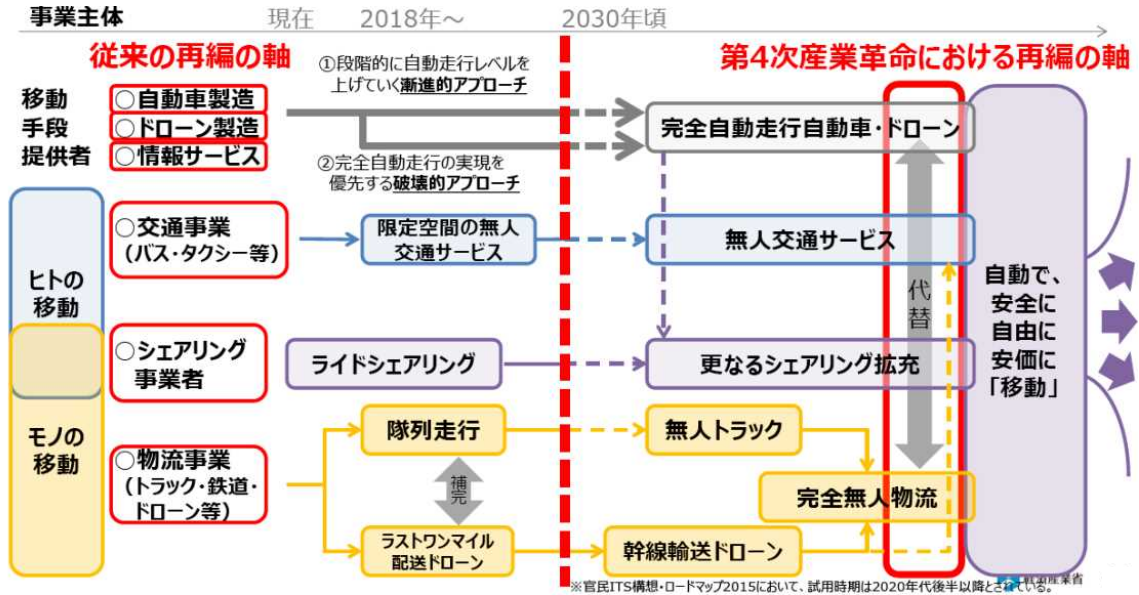 事業主体
現在
2018年~
2030年頃
従来の再編の軸
第4次産業革命における再編の軸
①段階的に自動走行レベルを
上げていく漸進的アプローチ
移動
手段
提供者
○自動車製造
○ドローン製造
○情報サービス
完全自動走行自動車・ドローン
②完全自動走行の実現を
優先する破壊的アプローチ
ヒトの
移動
○交通事業
(バス・タクシー等)
限定空間の無人
交通サービス
無人交通サービス
代替
自動で、
安全に
自由に
安価に
「移動」
○シェアリング
事業者
ライドシェアリング
更なるシェアリング拡充
モノの
移動
○物流事業
(トラック・鉄道・
ドローン等)
隊列走行
無人トラック
補完
完全無人物流
ラストワンマイル
配送ドローン
幹線輸送ドローン
※官民ITS構想・ロードマップ2015において、試用時期は2020年代後半以降とされている。
経済産業省